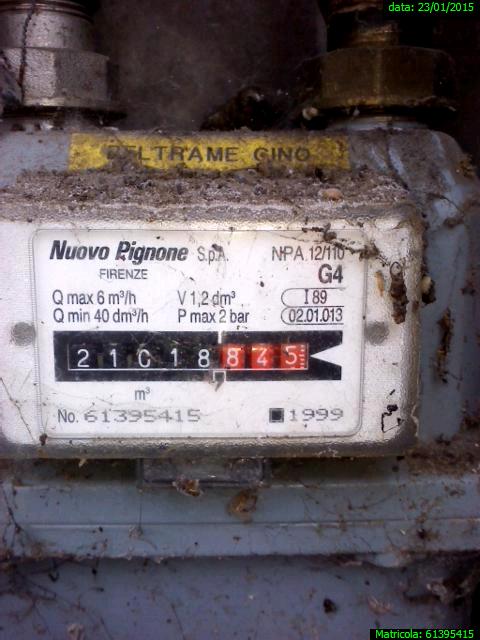 data: 23/01/2015
BELTRAME GINO
Nuovo Pignone S.p.A. NPA 12/110
FIRENZE G4
Q max 6 m³/h V 1,2 dm³ I 89
Q min 40 dm³/h P max 2 bar 02.01.013
21018845
m³
No. 61395415 1999
Matricola: 61395415